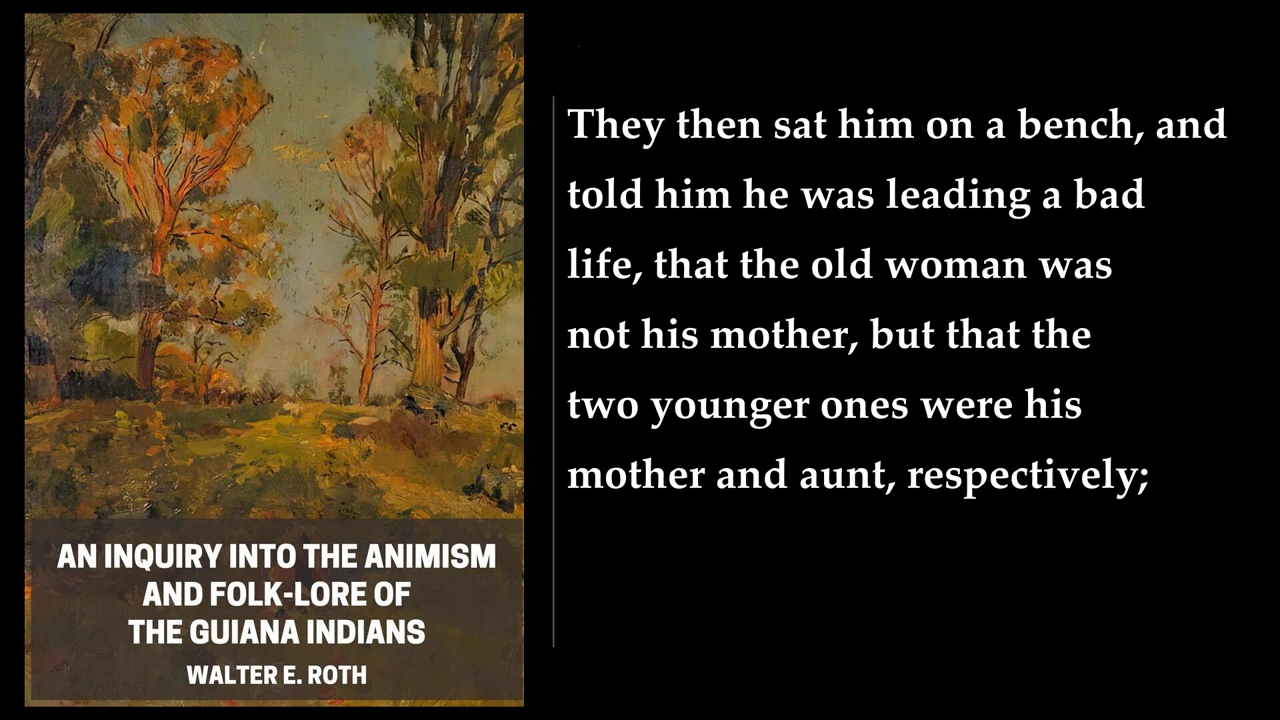 They then sat him on a bench, and
told him he was leading a bad
life, that the old woman was
not his mother, but that the
two younger ones were his
mother and aunt, respectively;
AN INQUIRY INTO THE ANIMISM
AND FOLK-LORE OF
THE GUIANA INDIANS
WALTER E. ROTH